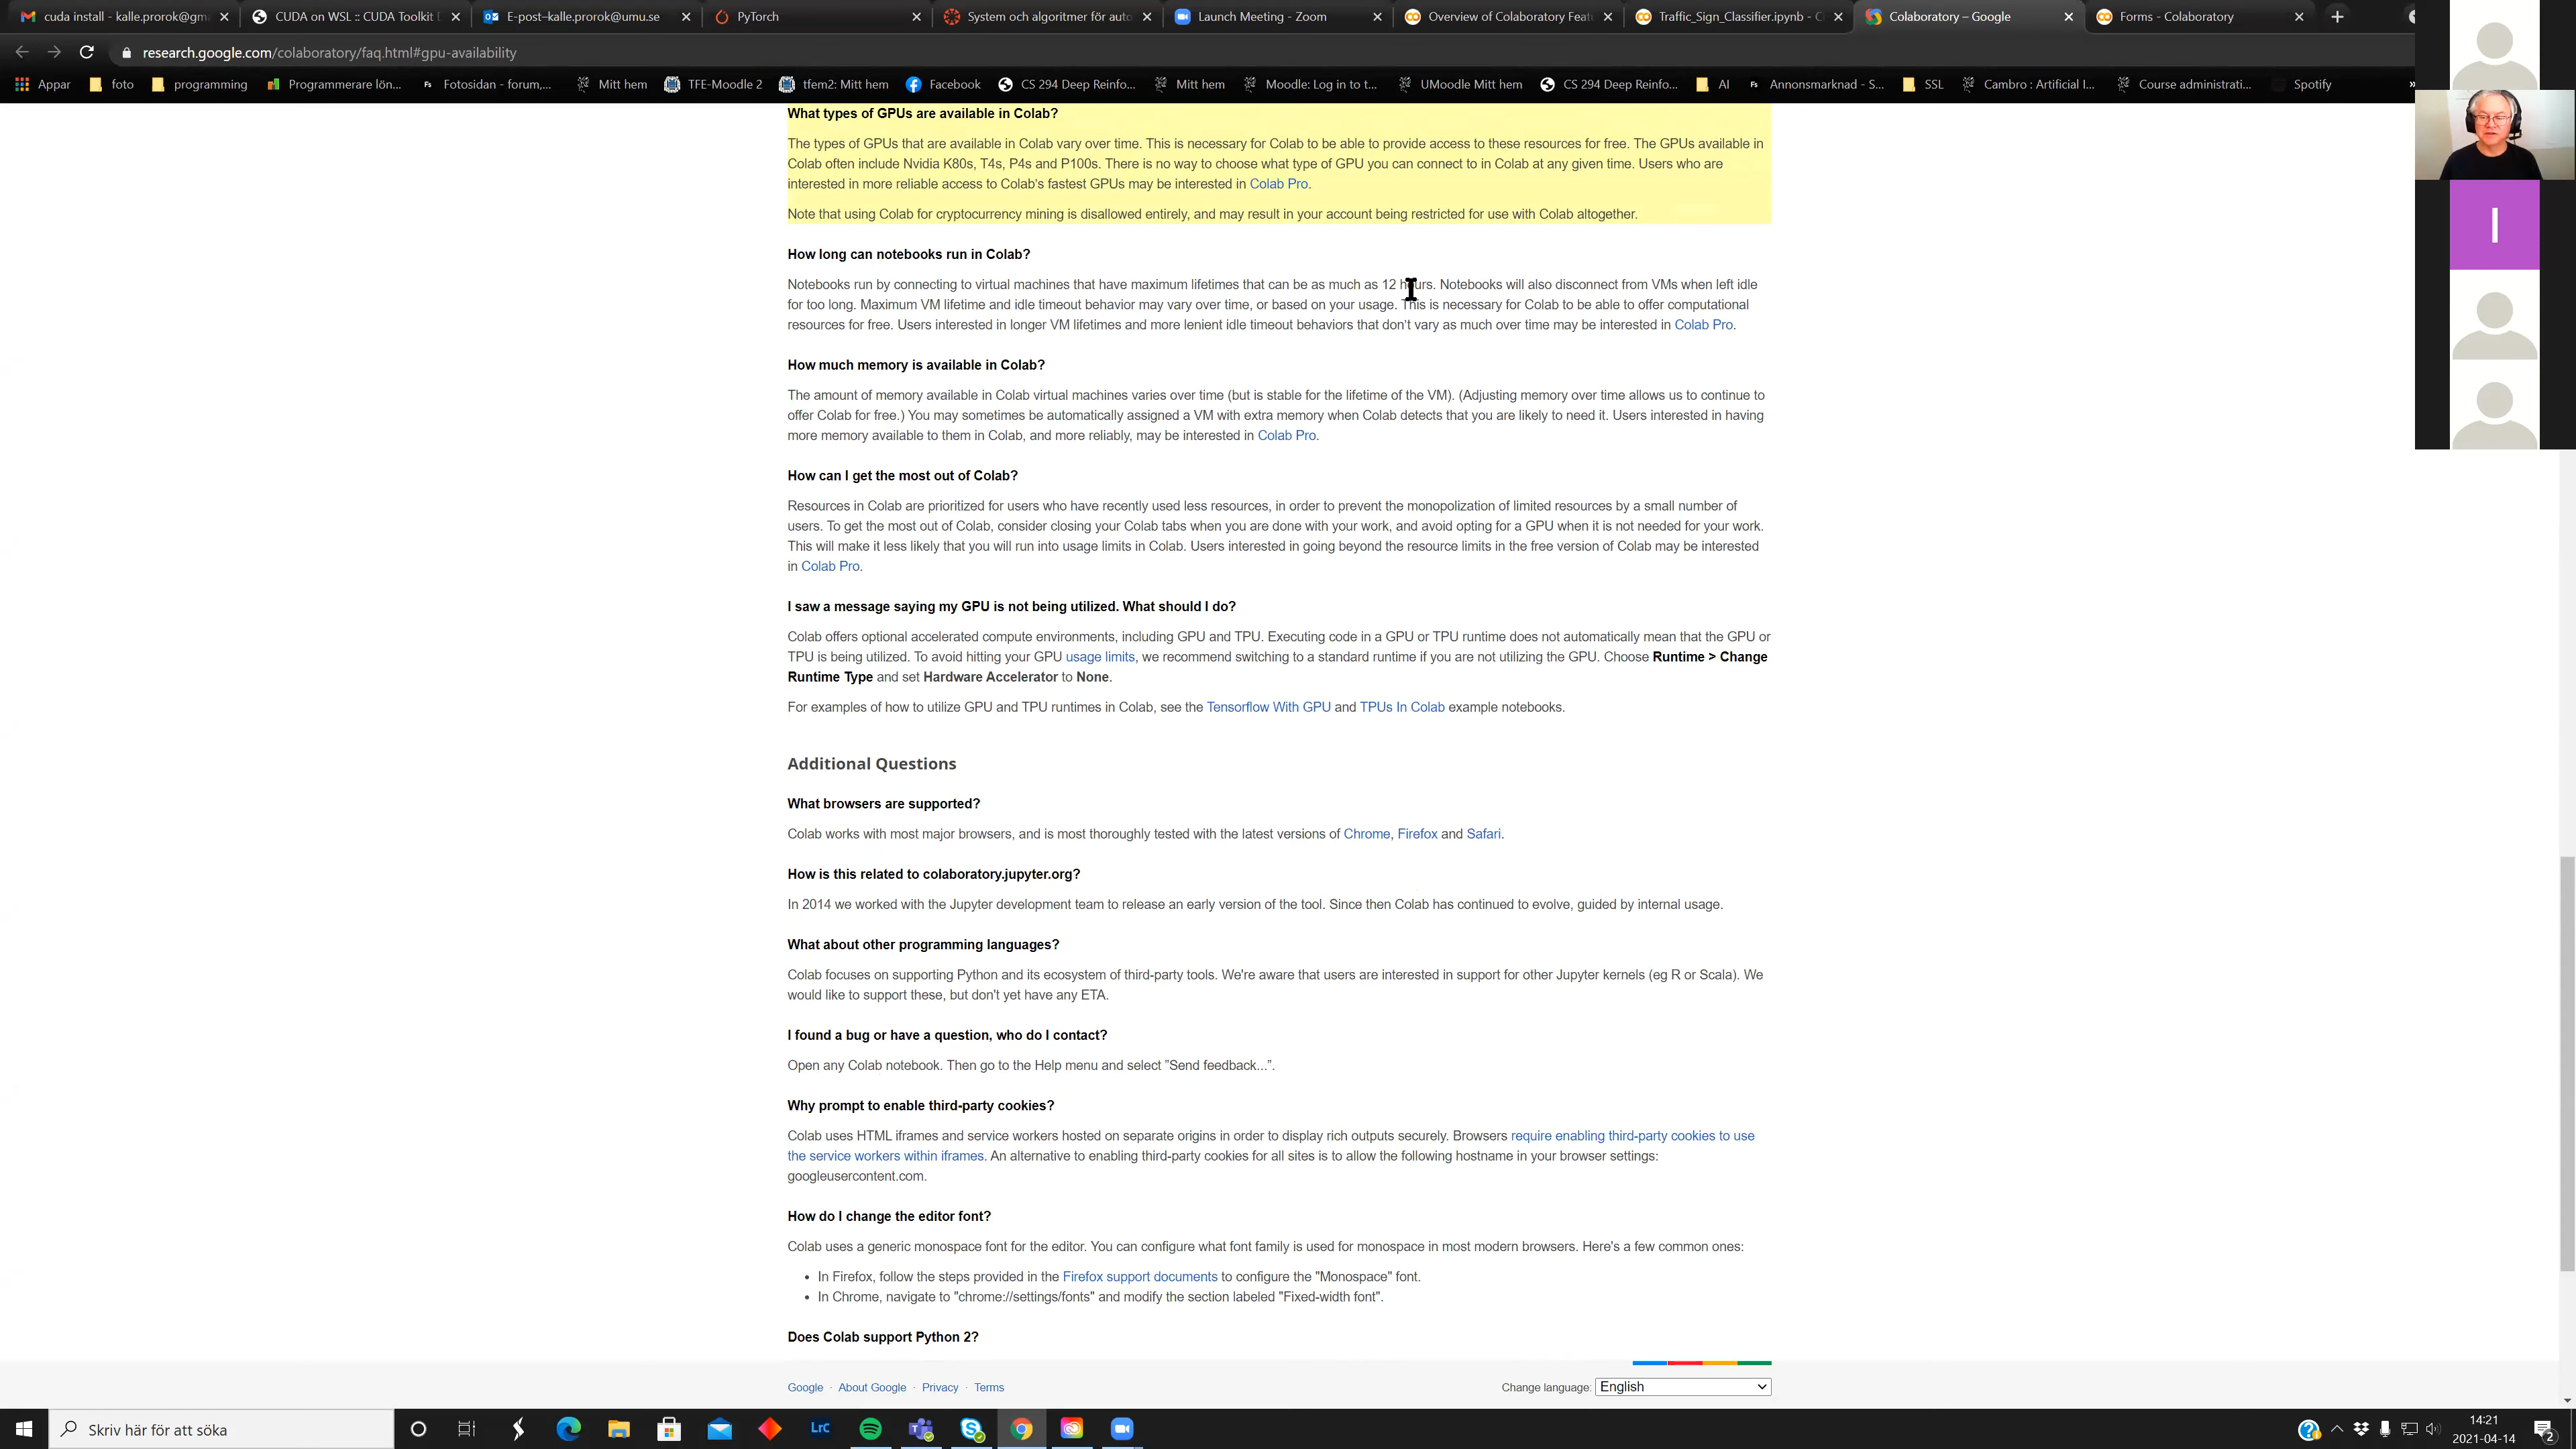 cuda install - kalle.prorok@gm
CUDA on WSL :: CUDA Toolkit
E-post–kalle.prorok@umu.se
PyTorch
System och algoritmer för auto
Launch Meeting - Zoom
Overview of Colaboratory Feat
Traffic_Sign_Classifier.ipynb - C
Colaboratory – Google
Forms - Colaboratory
research.google.com/colaboratory/faq.html#gpu-availability
Appar
foto
programming
Programmerare lön...
Fs
Fotosidan - forum,...
Mitt hem
TFE-Moodle 2
tfem2: Mitt hem
Facebook
CS 294 Deep Reinfo...
Mitt hem
Moodle: Log in to t...
UMoodle Mitt hem
CS 294 Deep Reinfo...
AI
Fs
Annonsmarknad - S...
SSL
Cambro : Artificial I...
Course administrati...
Spotify
»
What types of GPUs are available in Colab?
The types of GPUs that are available in Colab vary over time. This is necessary for Colab to be able to provide access to these resources for free. The GPUs available in
Colab often include Nvidia K80s, T4s, P4s and P100s. There is no way to choose what type of GPU you can connect to in Colab at any given time. Users who are
interested in more reliable access to Colab's fastest GPUs may be interested in Colab Pro.
Note that using Colab for cryptocurrency mining is disallowed entirely, and may result in your account being restricted for use with Colab altogether.
How long can notebooks run in Colab?
Notebooks run by connecting to virtual machines that have maximum lifetimes that can be as much as 12 hours. Notebooks will also disconnect from VMs when left idle
for too long. Maximum VM lifetime and idle timeout behavior may vary over time, or based on your usage. This is necessary for Colab to be able to offer computational
resources for free. Users interested in longer VM lifetimes and more lenient idle timeout behaviors that don't vary as much over time may be interested in Colab Pro.
How much memory is available in Colab?
The amount of memory available in Colab virtual machines varies over time (but is stable for the lifetime of the VM). (Adjusting memory over time allows us to continue to
offer Colab for free.) You may sometimes be automatically assigned a VM with extra memory when Colab detects that you are likely to need it. Users interested in having
more memory available to them in Colab, and more reliably, may be interested in Colab Pro.
How can I get the most out of Colab?
Resources in Colab are prioritized for users who have recently used less resources, in order to prevent the monopolization of limited resources by a small number of
users. To get the most out of Colab, consider closing your Colab tabs when you are done with your work, and avoid opting for a GPU when it is not needed for your work.
This will make it less likely that you will run into usage limits in Colab. Users interested in going beyond the resource limits in the free version of Colab may be interested
in Colab Pro.
I saw a message saying my GPU is not being utilized. What should I do?
Colab offers optional accelerated compute environments, including GPU and TPU. Executing code in a GPU or TPU runtime does not automatically mean that the GPU or
TPU is being utilized. To avoid hitting your GPU usage limits, we recommend switching to a standard runtime if you are not utilizing the GPU. Choose Runtime > Change
Runtime Type and set Hardware Accelerator to None.
For examples of how to utilize GPU and TPU runtimes in Colab, see the Tensorflow With GPU and TPUs In Colab example notebooks.
Additional Questions
What browsers are supported?
Colab works with most major browsers, and is most thoroughly tested with the latest versions of Chrome, Firefox and Safari.
How is this related to colaboratory.jupyter.org?
In 2014 we worked with the Jupyter development team to release an early version of the tool. Since then Colab has continued to evolve, guided by internal usage.
What about other programming languages?
Colab focuses on supporting Python and its ecosystem of third-party tools. We're aware that users are interested in support for other Jupyter kernels (eg R or Scala). We
would like to support these, but don't yet have any ETA.
I found a bug or have a question, who do I contact?
Open any Colab notebook. Then go to the Help menu and select ”Send feedback...”.
Why prompt to enable third-party cookies?
Colab uses HTML iframes and service workers hosted on separate origins in order to display rich outputs securely. Browsers require enabling third-party cookies to use
the service workers within iframes. An alternative to enabling third-party cookies for all sites is to allow the following hostname in your browser settings:
googleusercontent.com.
How do I change the editor font?
Colab uses a generic monospace font for the editor. You can configure what font family is used for monospace in most modern browsers. Here's a few common ones:
• In Firefox, follow the steps provided in the Firefox support documents to configure the "Monospace" font.
• In Chrome, navigate to "chrome://settings/fonts" and modify the section labeled "Fixed-width font".
Does Colab support Python 2?
Google · About Google · Privacy · Terms
Change language: English
I
Skriv här för att söka
LrC
14:21
2021-04-14
2